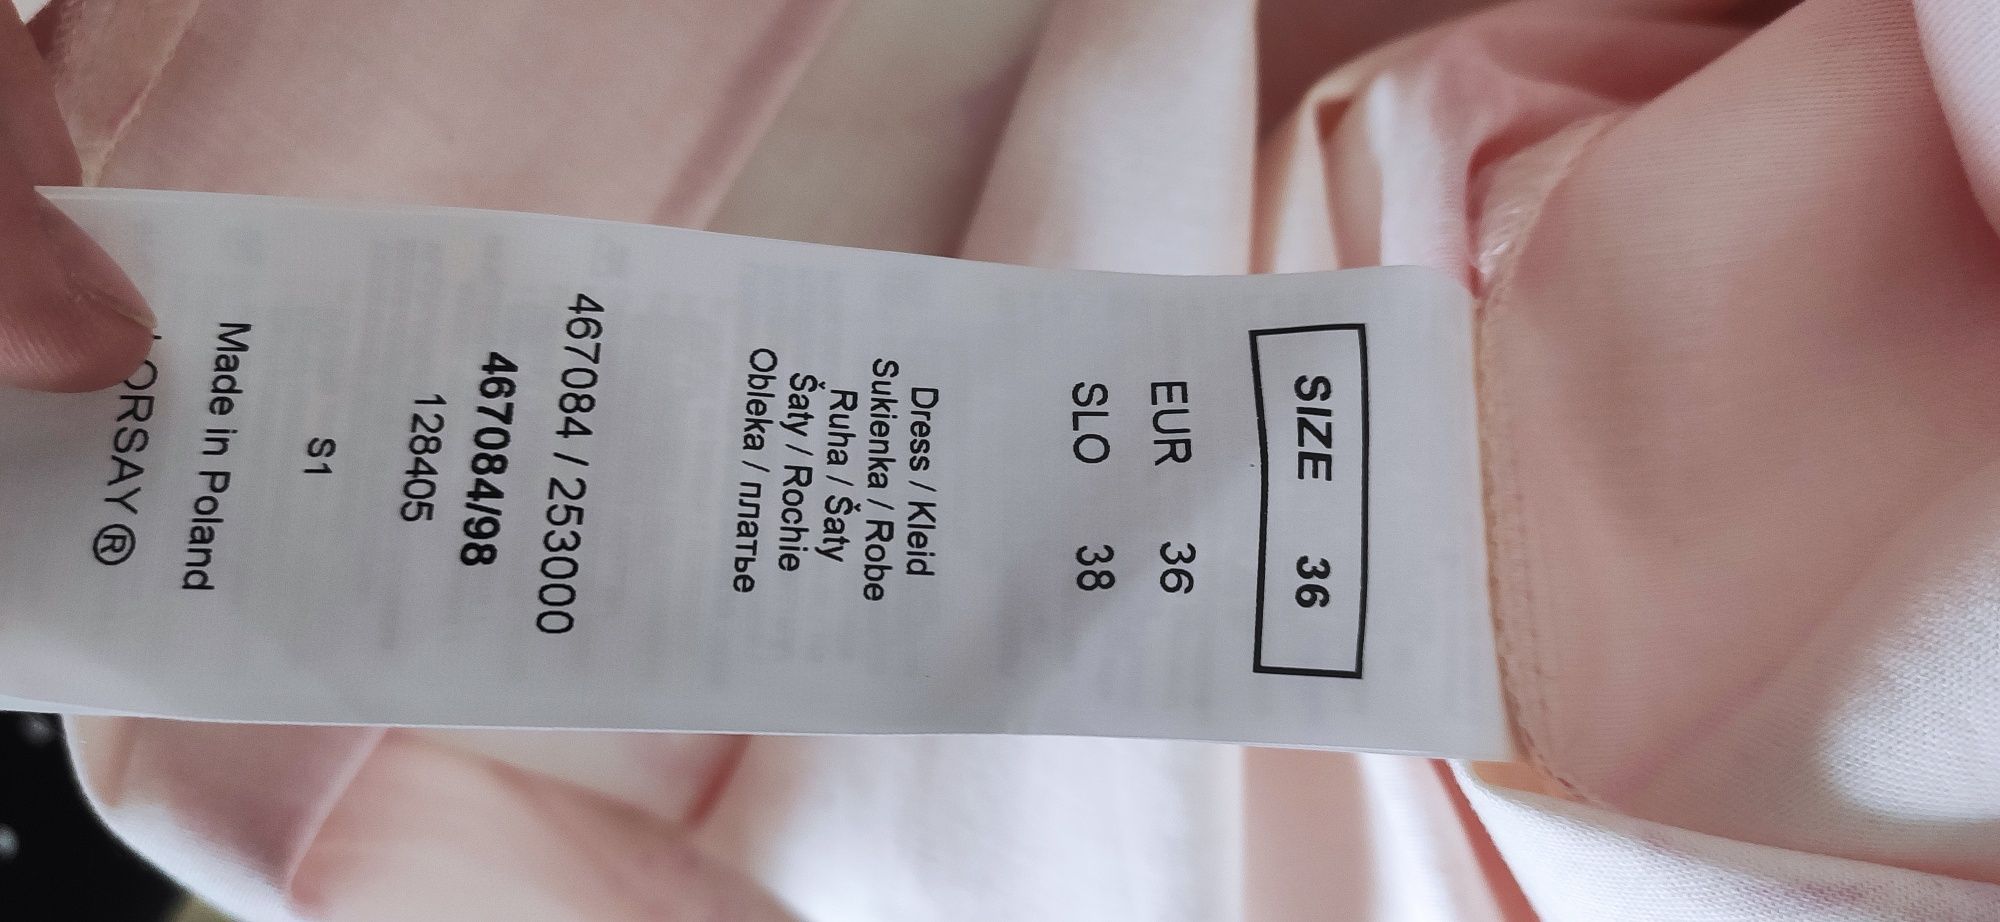 SIZE 36
EUR 36
SLO 38
Dress / Kleid
Sukienka / Robe
Ruha / Šaty
Šaty / Rochie
Obleka / платье
467084 / 253000
467084/98
128405
S1
Made in Poland
ORSAY ®